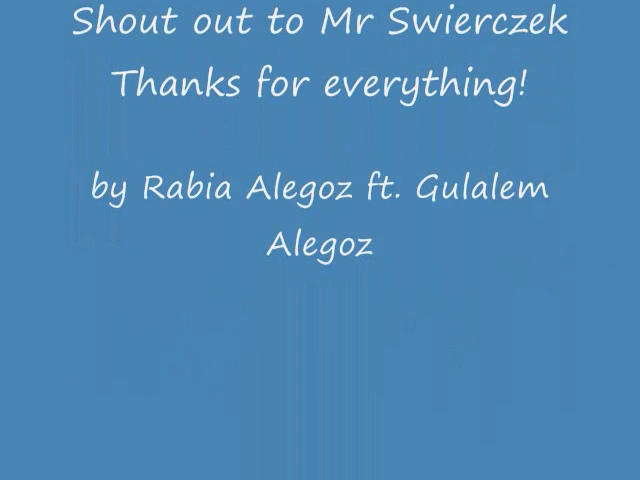 Shout out to Mr Swierczek
Thanks for everything!
by Rabia Alegoz ft. Gulalem
Alegoz